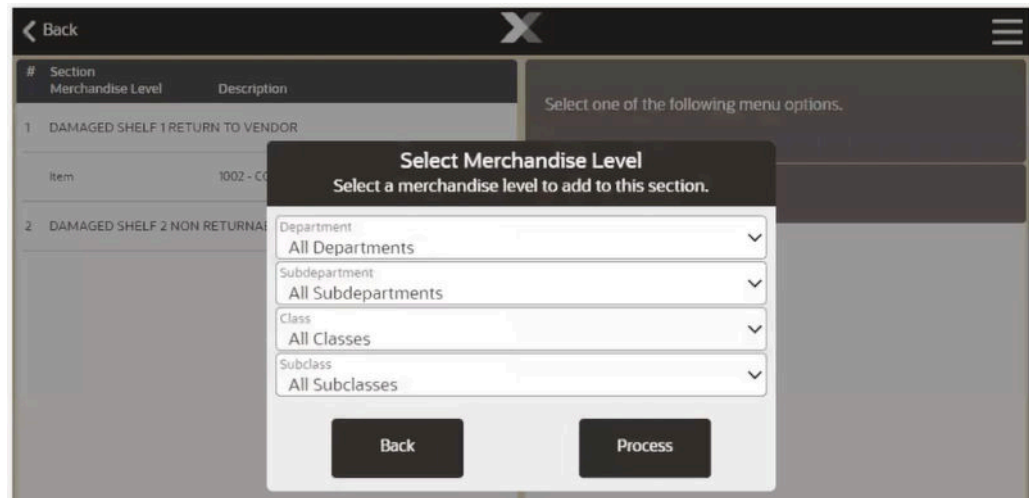 Back
# Section
Merchandise Level Description
Select one of the following menu options.
1 DAMAGED SHELF 1 RETURN TO VENDOR
Item 1002 - CO
2 DAMAGED SHELF 2 NON RETURNA
Select Merchandise Level
Select a merchandise level to add to this section.
Department
All Departments
Subdepartment
All Subdepartments
Class
All Classes
Subclass
All Subclasses
Back Process